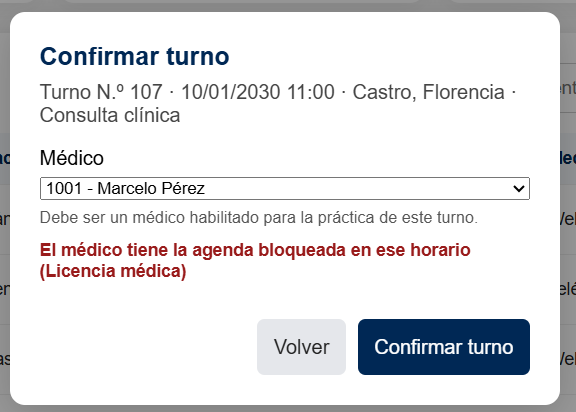 Confirmar turno
Turno N.º 107 · 10/01/2030 11:00 · Castro, Florencia ·
Consulta clínica
Médico
1001 - Marcelo Pérez
Debe ser un médico habilitado para la práctica de este turno.
El médico tiene la agenda bloqueada en ese horario
(Licencia médica)
Volver
Confirmar turno